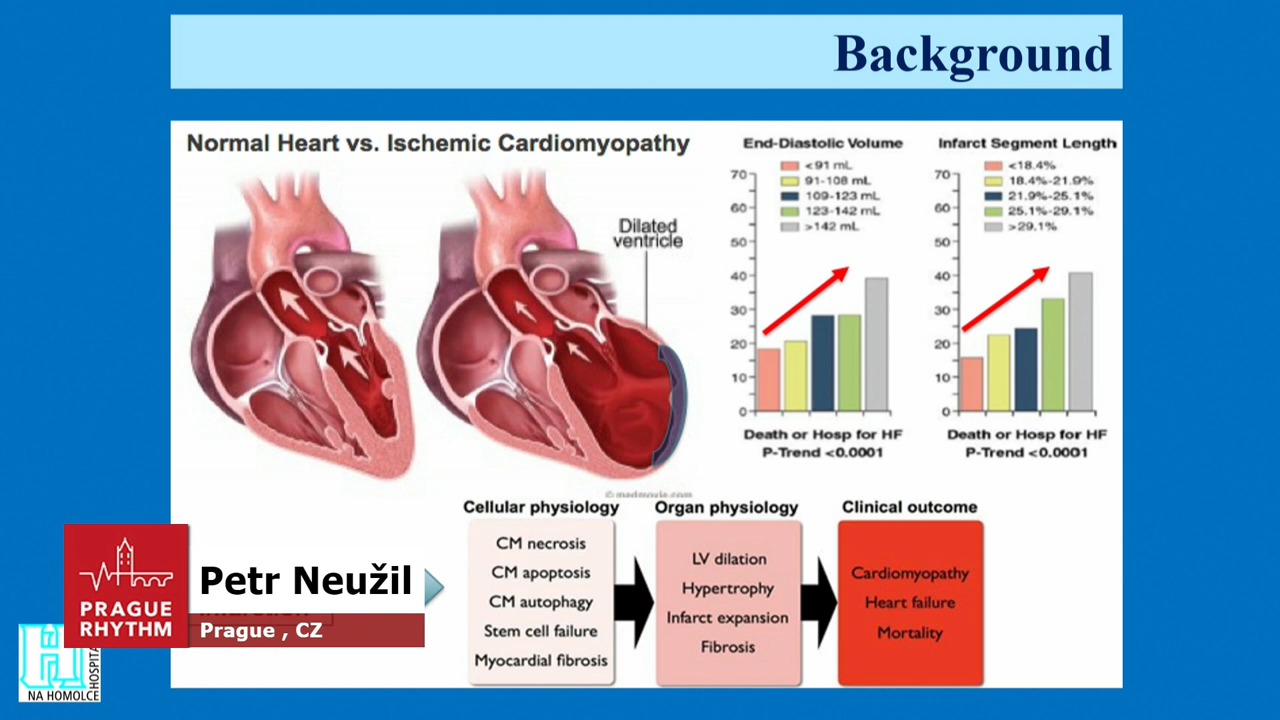 Background
Normal Heart vs. Ischemic Cardiomyopathy
Dilated
ventricle
End-Diastolic Volume
<91 mL
91-108 mL
109-123 mL
123-142 mL
>142 mL
70
60
50
40
30
20
10
0
Death or Hosp for HF
P-Trend <0.0001
Infarct Segment Length
<18.4%
18.4%-21.9%
21.9%-25.1%
25.1%-29.1%
>29.1%
70
60
50
40
30
20
10
0
Death or Hosp for HF
P-Trend <0.0001
Cellular physiology
CM necrosis
CM apoptosis
CM autophagy
Stem cell failure
Myocardial fibrosis
Organ physiology
LV dilation
Hypertrophy
Infarct expansion
Fibrosis
Clinical outcome
Cardiomyopathy
Heart failure
Mortality
PRAGUE
RHYTHM
Petr Neužil
Prague , CZ
NA HOMOLCE